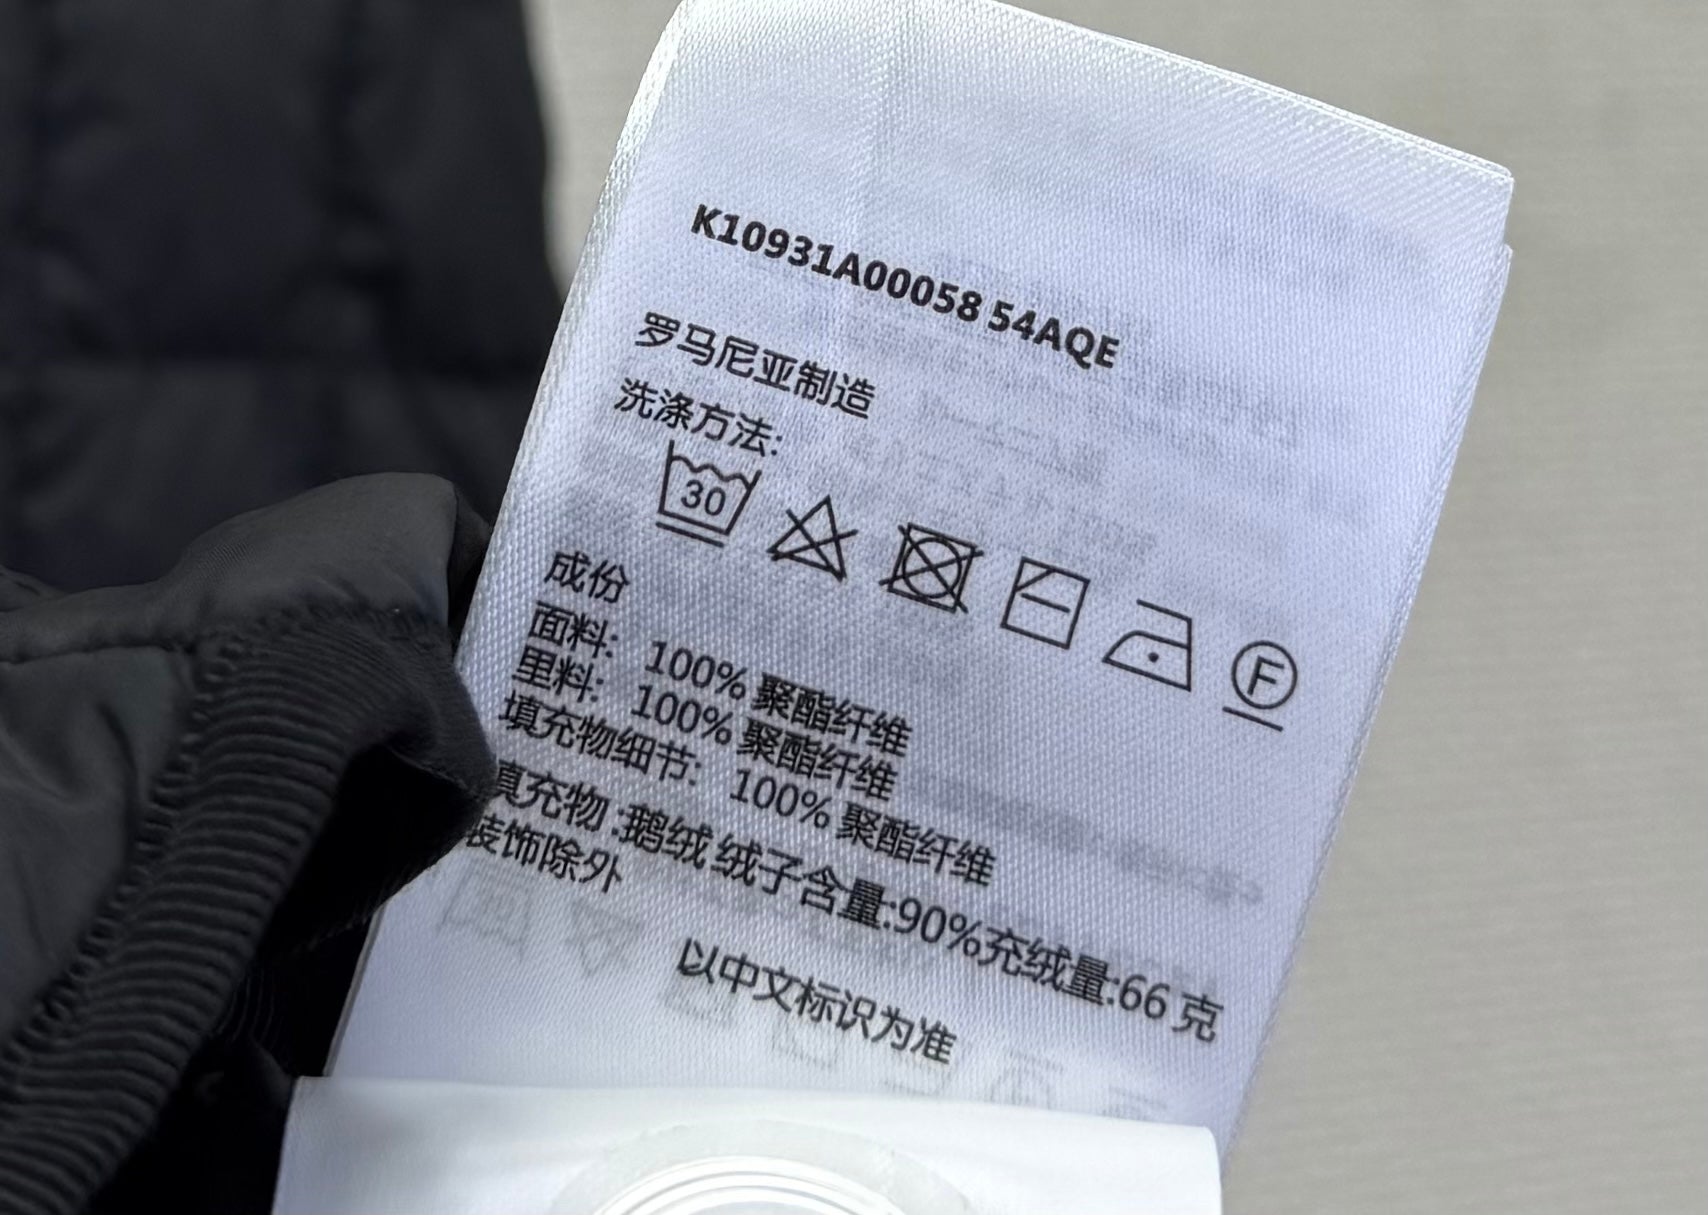 K10931A00058 54AQE
罗马尼亚制造
洗涤方法:
30
F
成份
面料: 100% 聚酯纤维
里料: 100% 聚酯纤维
填充物细节: 100% 聚酯纤维
填充物:鹅绒 绒子含量:90%充绒量:66 克
装饰除外
以中文标识为准